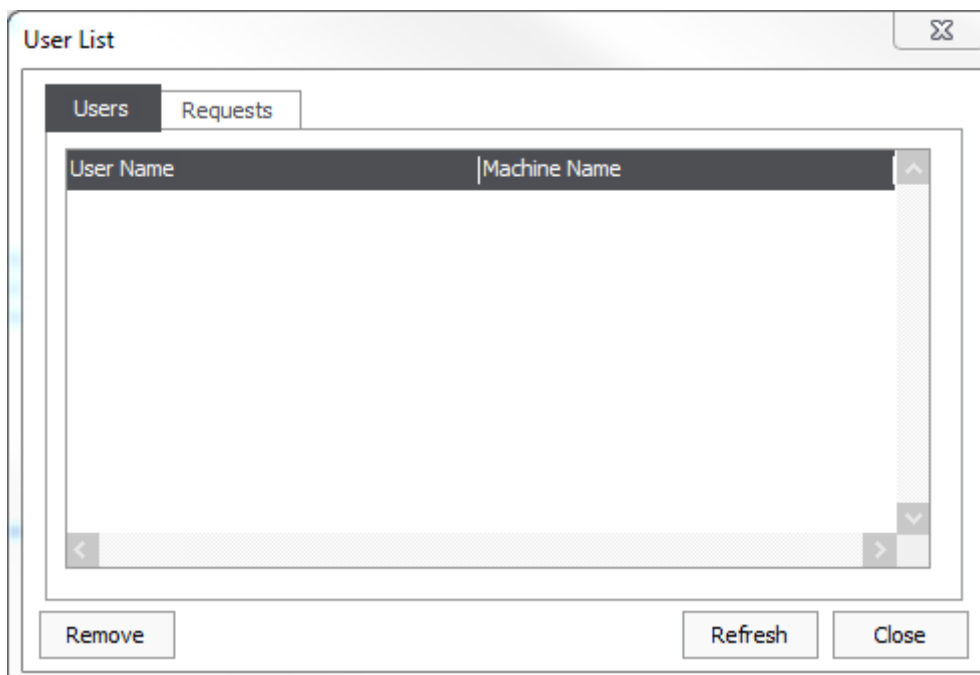 User List
Users Requests
User Name Machine Name
Remove Refresh Close